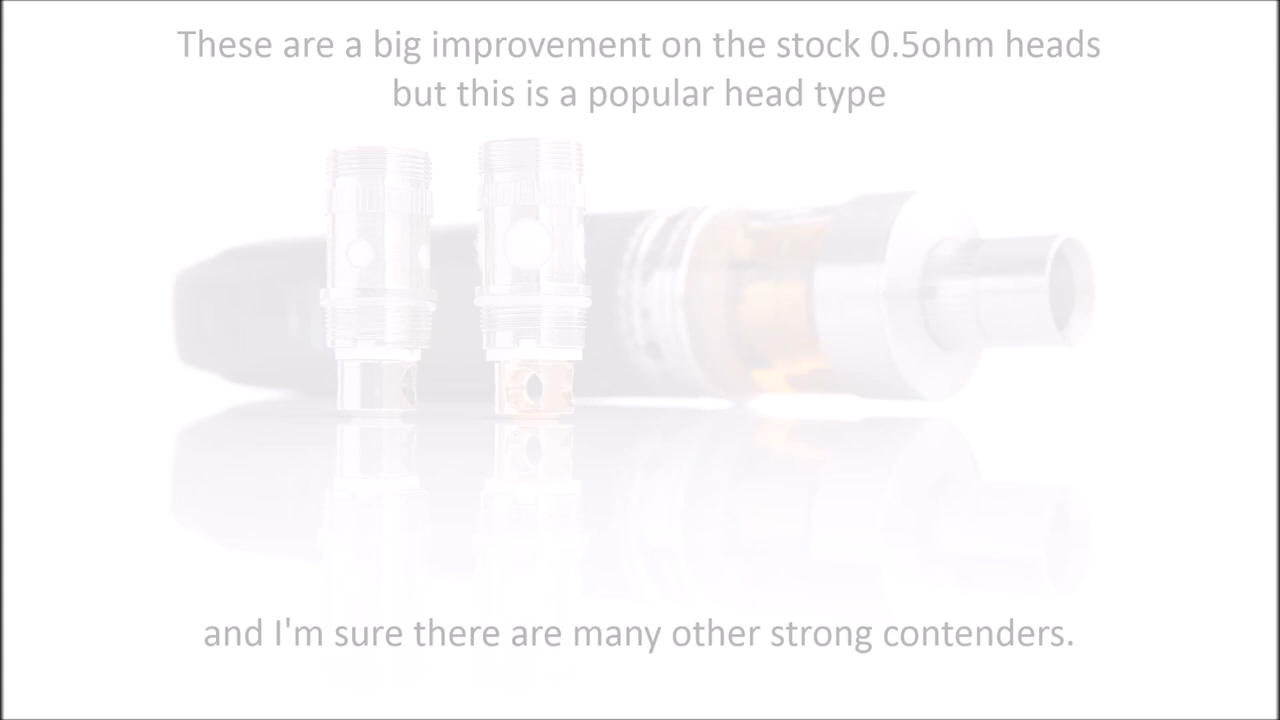 These are a big improvement on the stock 0.5ohm heads
but this is a popular head type
and I'm sure there are many other strong contenders.